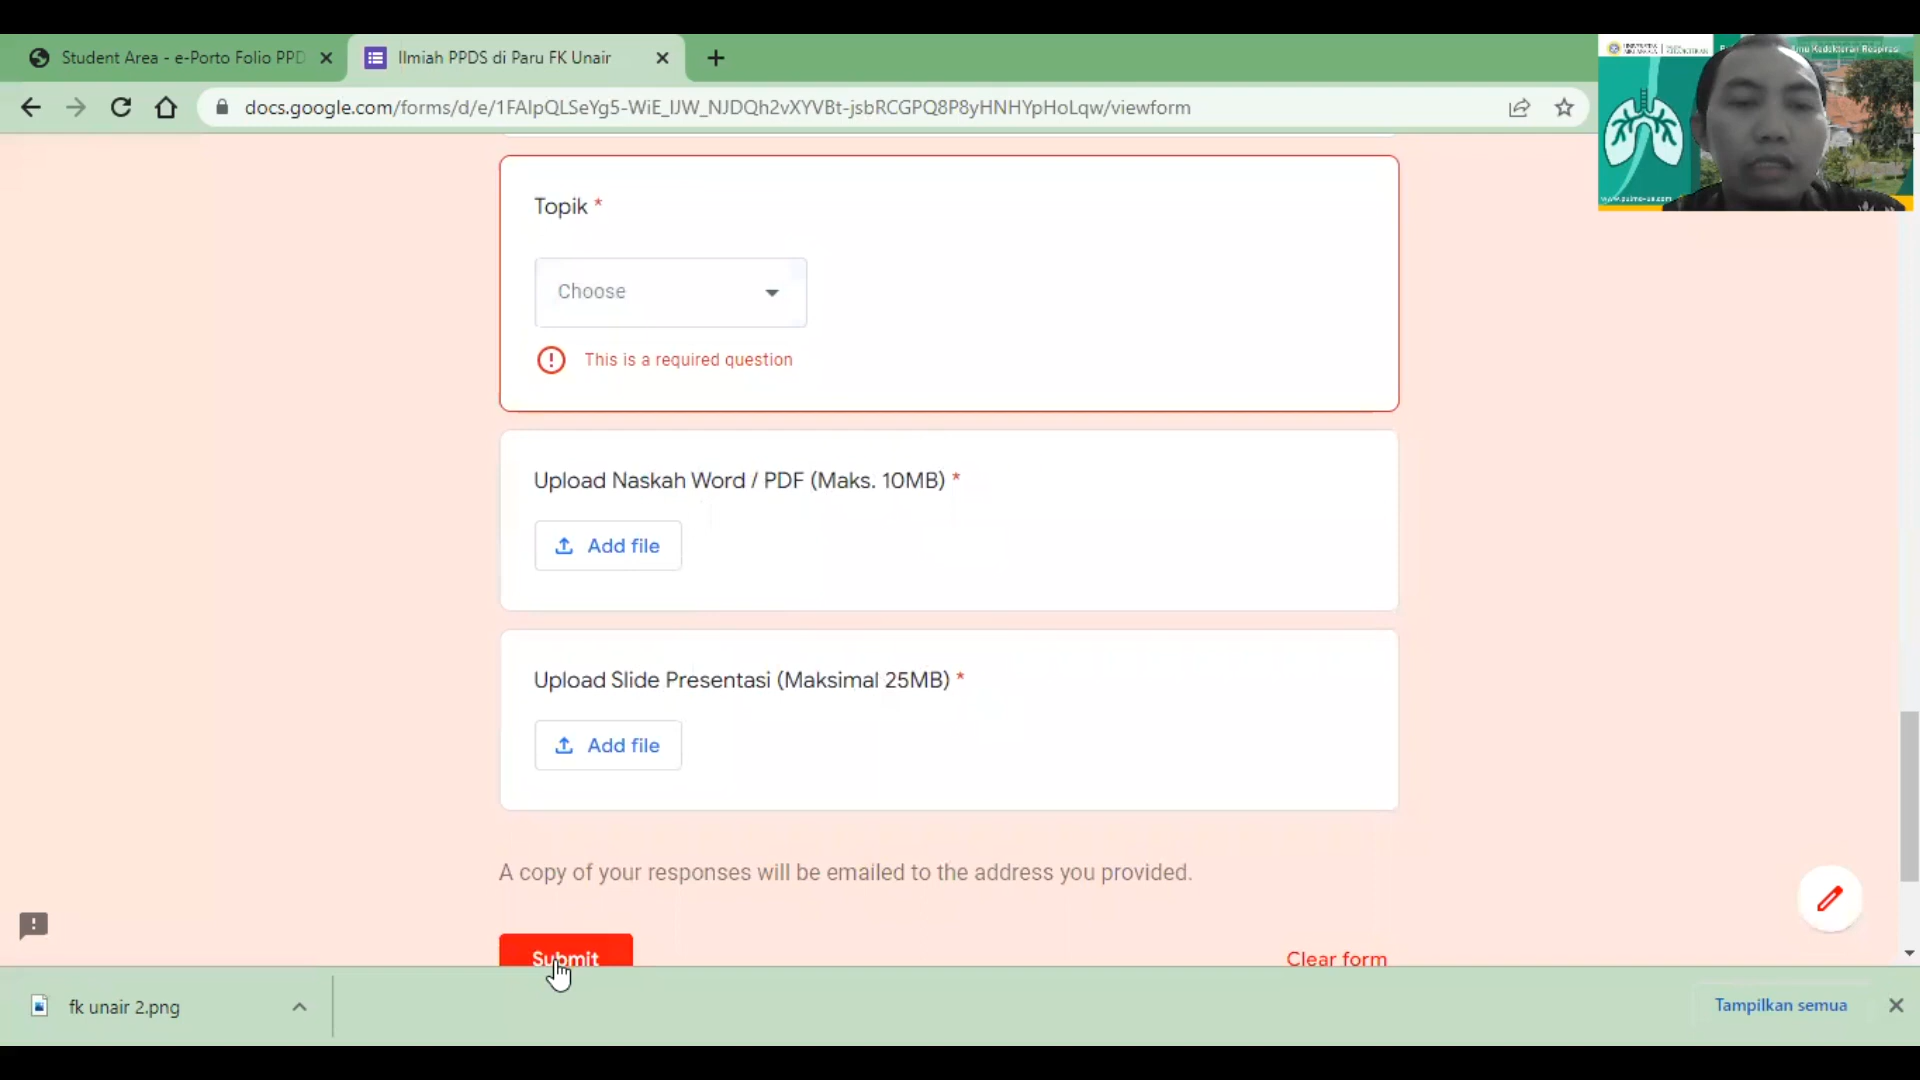 Student Area - e-Porto Folio PPD
Ilmiah PPDS di Paru FK Unair
docs.google.com/forms/d/e/1FAIpQLSeYg5-WiE_IJW_NJDQh2vXYVBt-jsbRCGPQ8P8yHNHYpHoLqw/viewform
Topik *
Choose
This is a required question
Upload Naskah Word / PDF (Maks. 10MB) *
Add file
Upload Slide Presentasi (Maksimal 25MB) *
Add file
A copy of your responses will be emailed to the address you provided.
Submit
Clear form
fk unair 2.png
Tampilkan semua